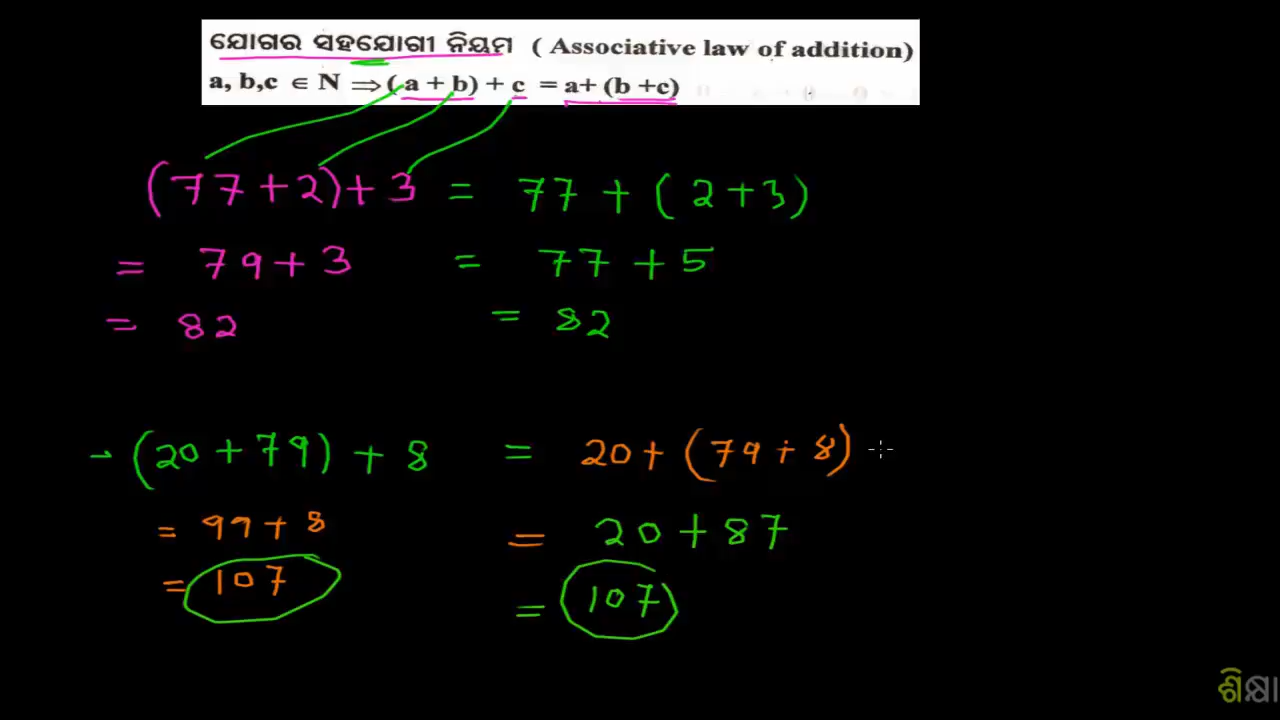 ଯୋଗର ସହଯୋଗୀ ନିୟମ ( Associative law of addition)
a, b,c ∈ N ⇒ ( a + b) + c = a+ (b +c)
(77+2)+3 = 77 + (2+3)
= 79+3 = 77 + 5
= 82 = 82
→ (20+79) + 8 = 20+ (79+8)
= 99+8 = 20+87
= 107 = 107
ଶିକ୍ଷା